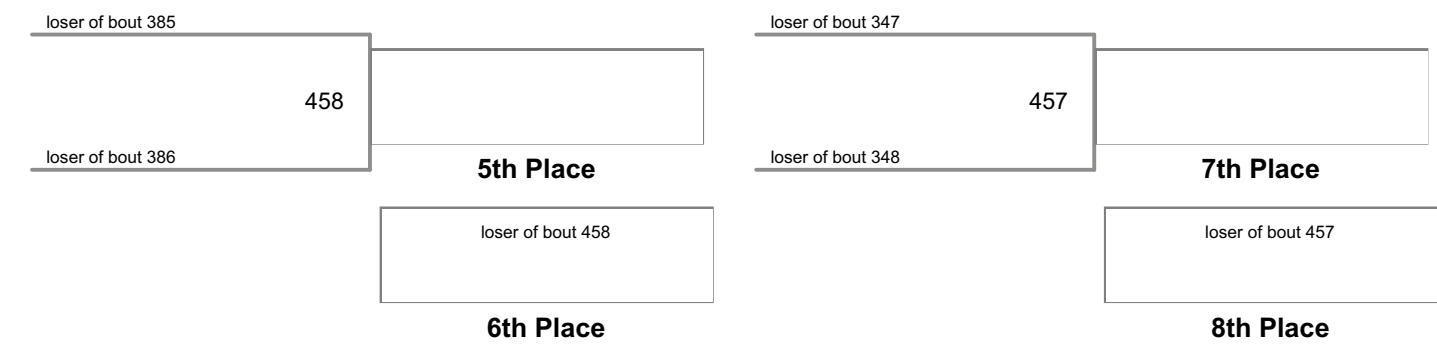 loser of bout 385
458
loser of bout 386
5th Place
loser of bout 458
6th Place
loser of bout 347
457
loser of bout 348
7th Place
loser of bout 457
8th Place